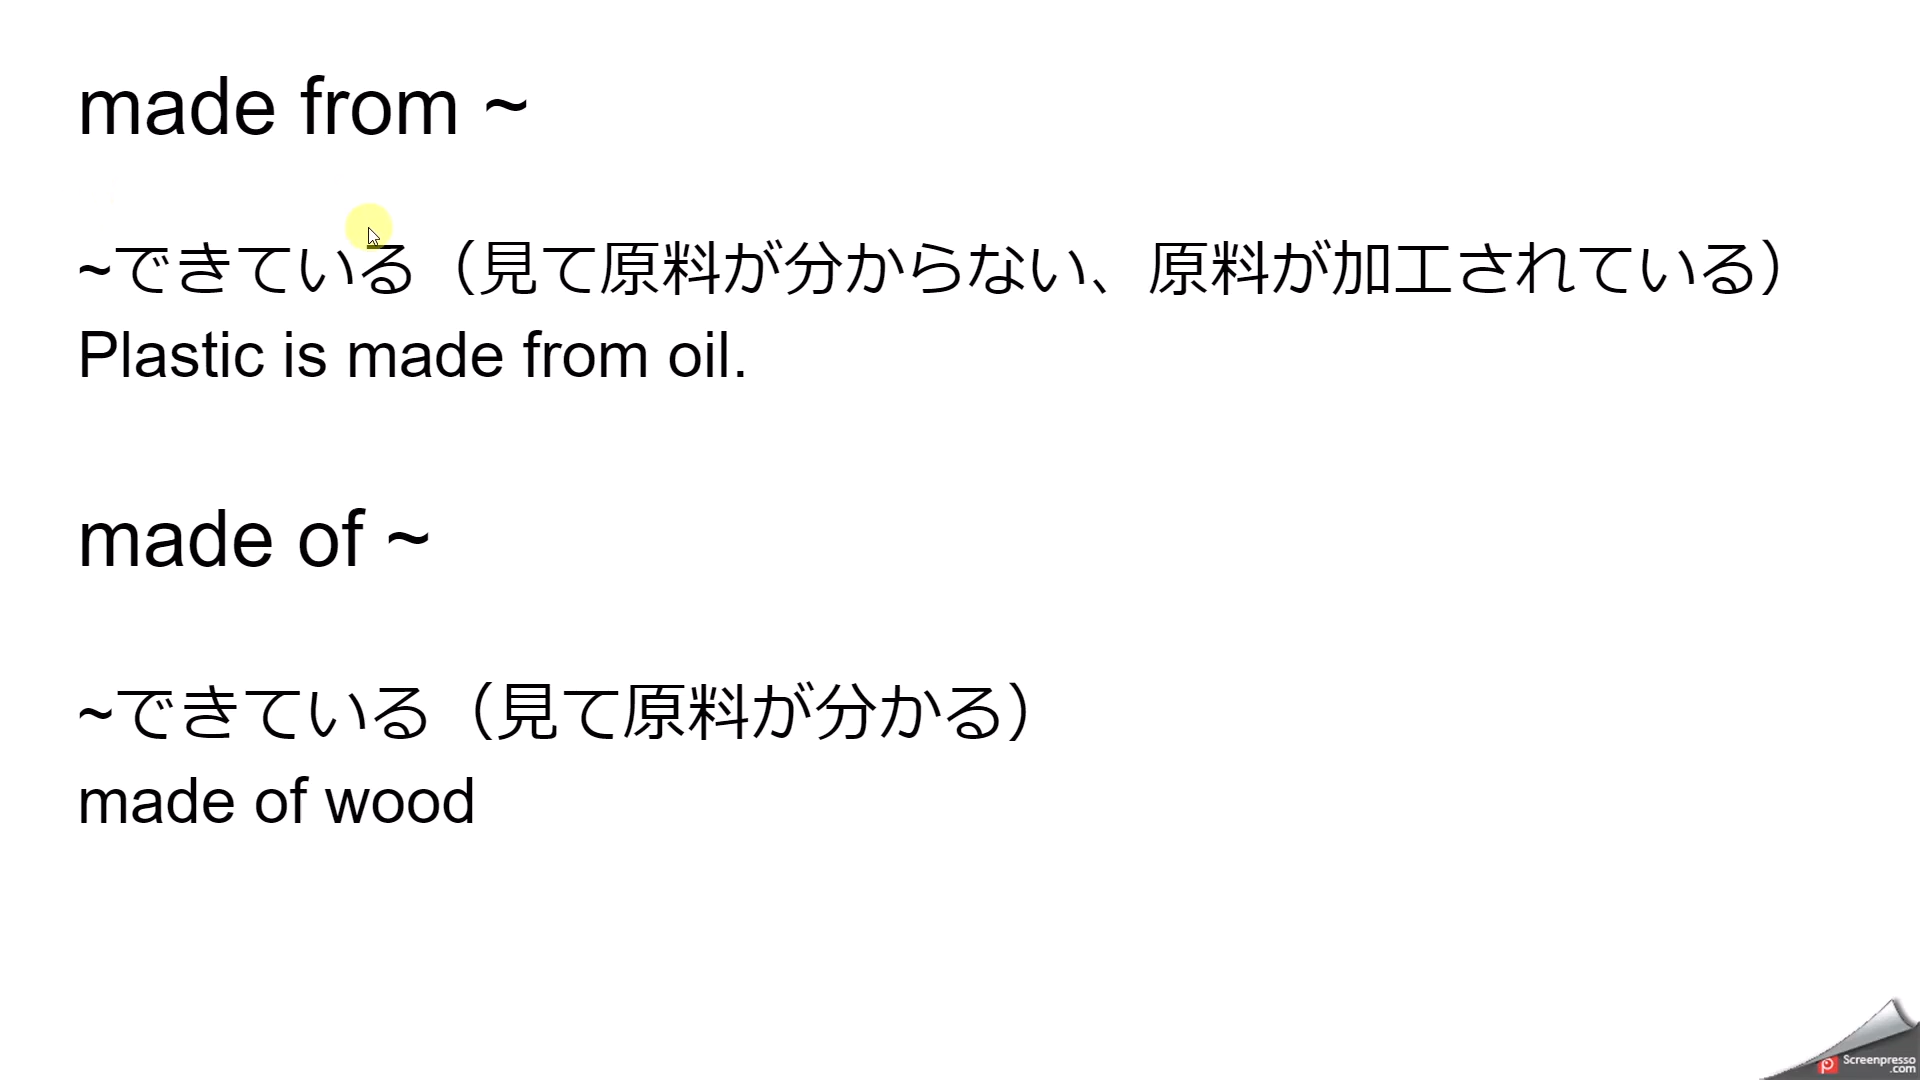 made from ~
~できている（見て原料が分からない、原料が加工されている）
Plastic is made from oil.
made of ~
~できている（見て原料が分かる）
made of wood
Screenpresso
.com